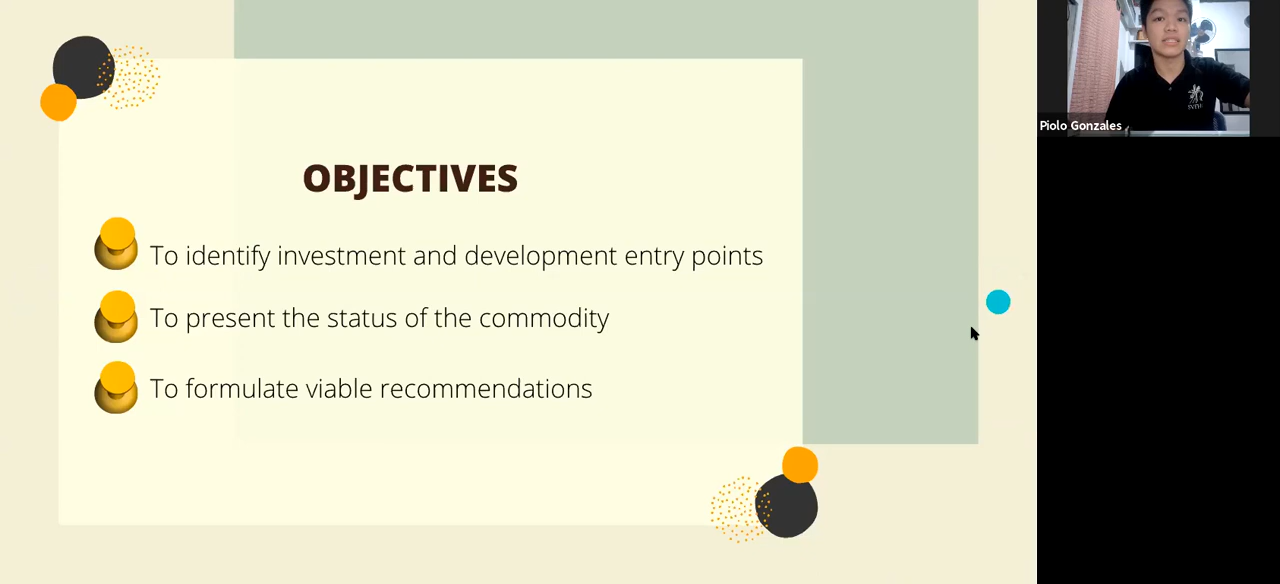 OBJECTIVES
To identify investment and development entry points
To present the status of the commodity
To formulate viable recommendations
Piolo Gonzales